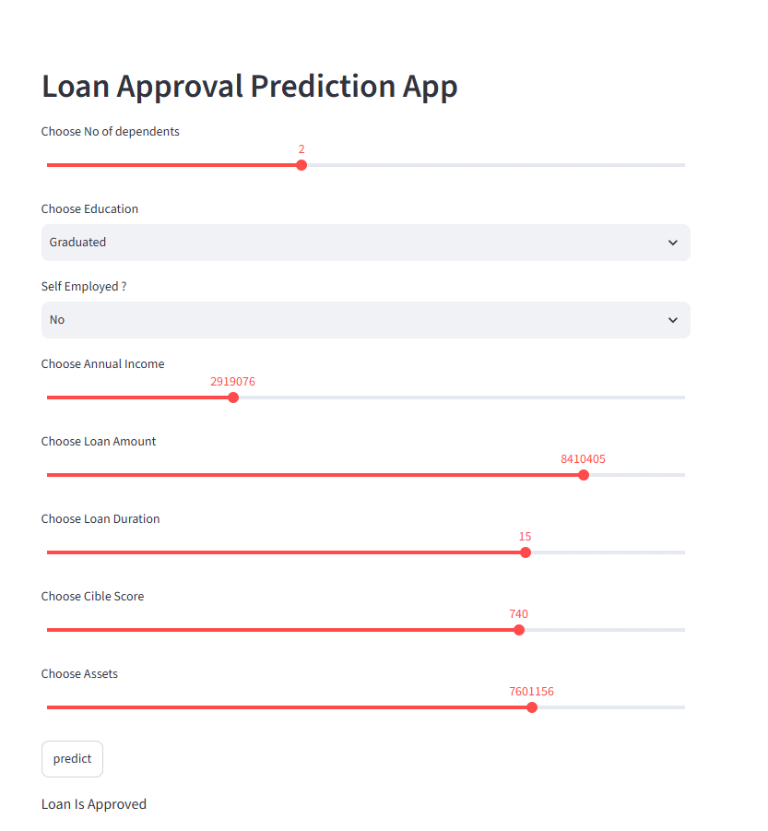 Loan Approval Prediction App
Choose No of dependents
2
Choose Education
Graduated
Self Employed ?
No
Choose Annual Income
2919076
Choose Loan Amount
8410405
Choose Loan Duration
15
Choose Cible Score
740
Choose Assets
7601156
predict
Loan Is Approved